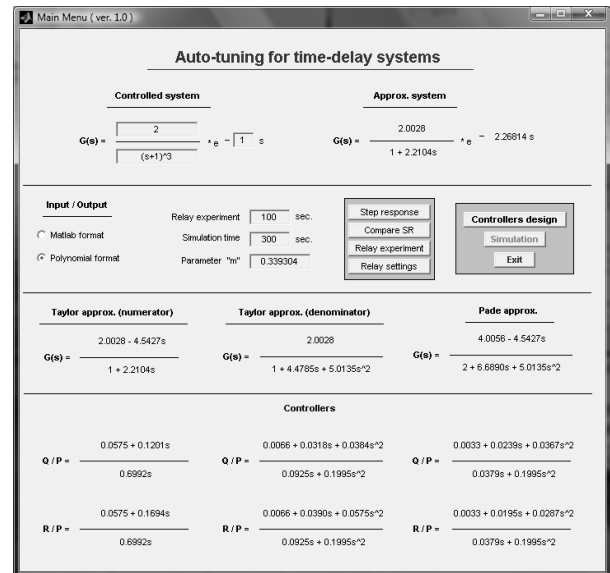 Main Menu ( ver. 1.0 )
Auto-tuning for time-delay systems
Controlled system
G(s) = 2 / (s+1)^3 * e - 1 s
Approx. system
G(s) = 2.0028 / 1 + 2.2104s * e - 2.26814 s
Input / Output
Matlab format
Polynomial format
Relay experiment 100 sec.
Simulation time 300 sec.
Parameter "m" 0.339304
Step response
Compare SR
Relay experiment
Relay settings
Controllers design
Simulation
Exit
Taylor approx. (numerator)
G(s) = 2.0028 - 4.5427s / 1 + 2.2104s
Taylor approx. (denominator)
G(s) = 2.0028 / 1 + 4.4785s + 5.0135s^2
Pade approx.
G(s) = 4.0056 - 4.5427s / 2 + 6.6890s + 5.0135s^2
Controllers
Q / P = 0.0575 + 0.1201s / 0.6992s
Q / P = 0.0066 + 0.0318s + 0.0384s^2 / 0.0925s + 0.1995s^2
Q / P = 0.0033 + 0.0239s + 0.0367s^2 / 0.0379s + 0.1995s^2
R / P = 0.0575 + 0.1694s / 0.6992s
R / P = 0.0066 + 0.0390s + 0.0575s^2 / 0.0925s + 0.1995s^2
R / P = 0.0033 + 0.0195s + 0.0287s^2 / 0.0379s + 0.1995s^2